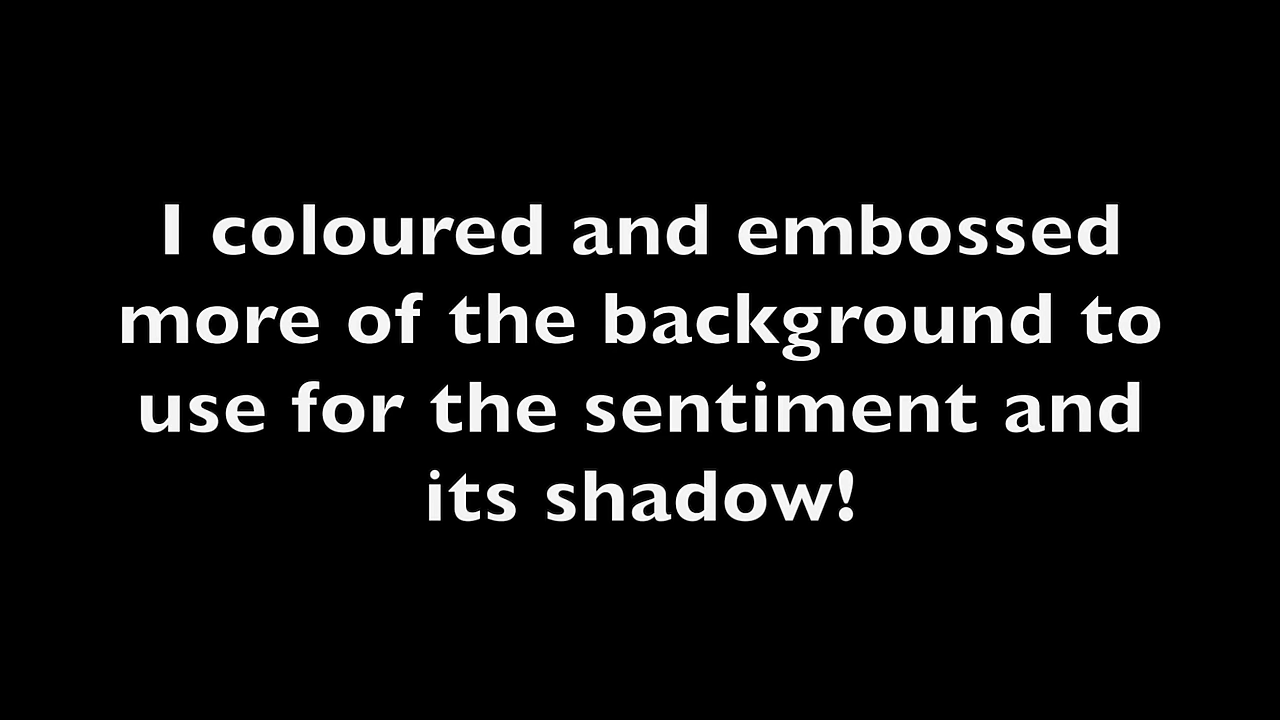 I coloured and embossed
more of the background to
use for the sentiment and
its shadow!